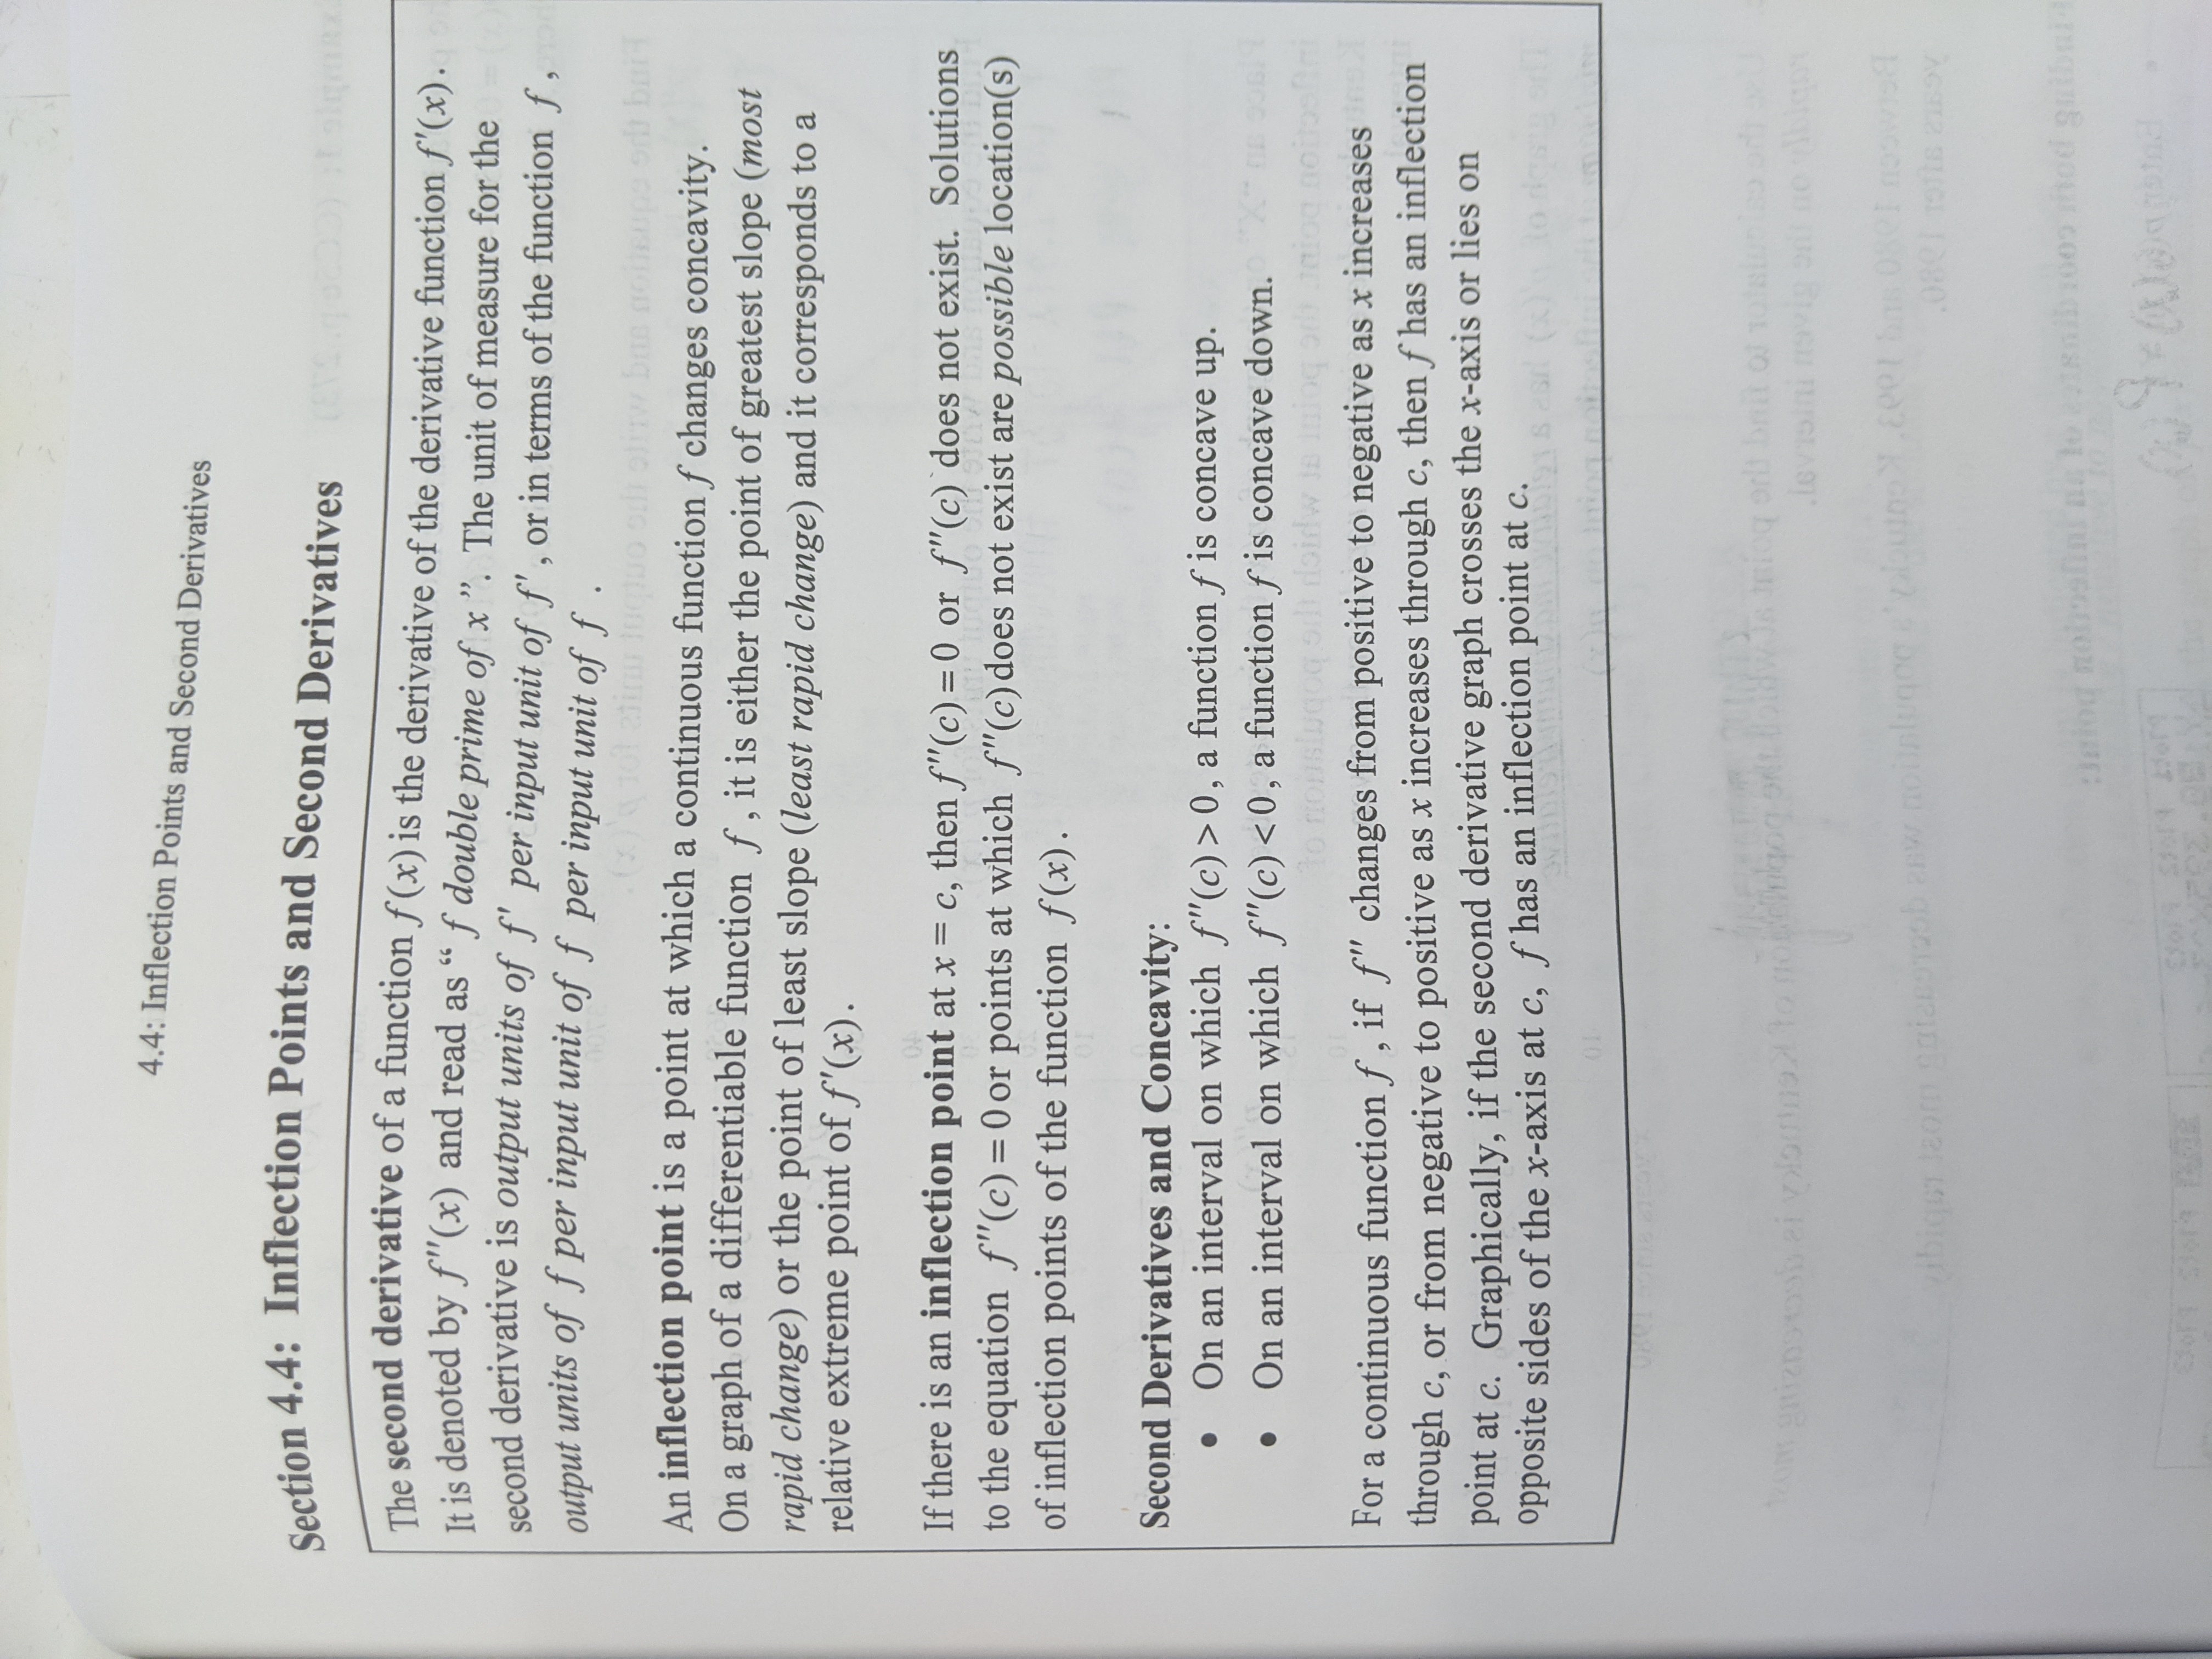 4.4: Inflection Points and Second Derivatives
Section 4.4: Inflection Points and Second Derivatives
The second derivative of a function f(x) is the derivative of the derivative function f′(x).
It is denoted by f″(x) and read as “ f double prime of x ”. The unit of measure for the
second derivative is output units of f′ per input unit of f′, or in terms of the function f,
output units of f per input unit of f per input unit of f.
An inflection point is a point at which a continuous function f changes concavity.
On a graph of a differentiable function f, it is either the point of greatest slope (most
rapid change) or the point of least slope (least rapid change) and it corresponds to a
relative extreme point of f′(x).
If there is an inflection point at x = c, then f″(c) = 0 or f″(c) does not exist. Solutions
to the equation f″(c) = 0 or points at which f″(c) does not exist are possible location(s)
of inflection points of the function f(x).
Second Derivatives and Concavity:
• On an interval on which f″(c) > 0, a function f is concave up.
• On an interval on which f″(c) < 0, a function f is concave down.
For a continuous function f, if f″ changes from positive to negative as x increases
through c, or from negative to positive as x increases through c, then f has an inflection
point at c. Graphically, if the second derivative graph crosses the x-axis or lies on
opposite sides of the x-axis at c, f has an inflection point at c.